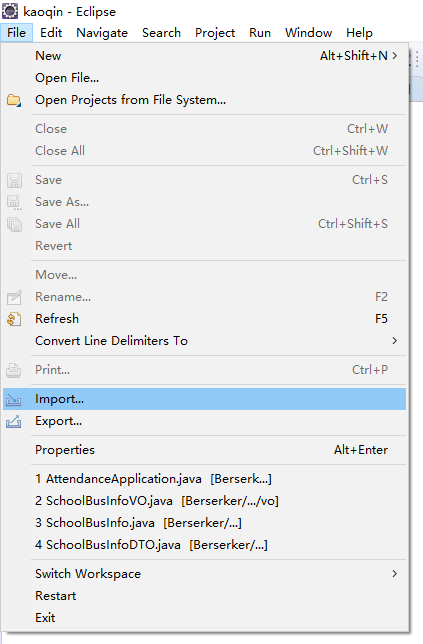 kaoqin - Eclipse
File Edit Navigate Search Project Run Window Help
New Alt+Shift+N >
Open File...
Open Projects from File System...
Close Ctrl+W
Close All Ctrl+Shift+W
Save Ctrl+S
Save As...
Save All Ctrl+Shift+S
Revert
Move...
Rename... F2
Refresh F5
Convert Line Delimiters To >
Print... Ctrl+P
Import...
Export...
Properties Alt+Enter
1 AttendanceApplication.java [Berserk...]
2 SchoolBusInfoVO.java [Berserker/.../vo]
3 SchoolBusInfo.java [Berserker/...]
4 SchoolBusInfoDTO.java [Berserker/...]
Switch Workspace >
Restart
Exit